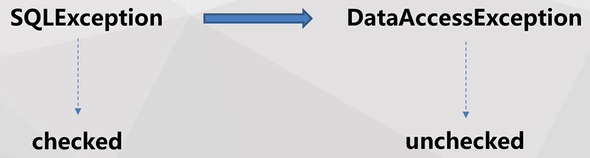 SQLException
DataAccessException
checked
unchecked